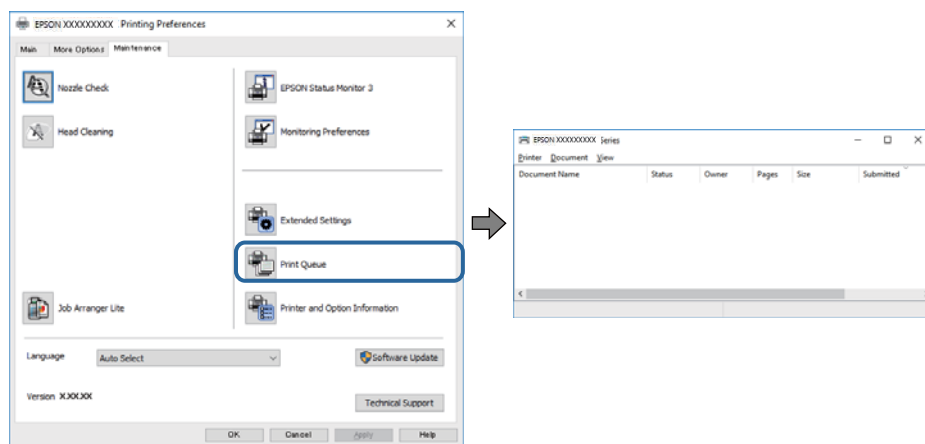 EPSON XXXXXXXXX Printing Preferences
Main More Options Maintenance
Nozzle Check
EPSON Status Monitor 3
Head Cleaning
Monitoring Preferences
Extended Settings
Print Queue
Job Arranger Lite
Printer and Option Information
Language Auto Select
Software Update
Version X.XX.XX
Technical Support
OK Cancel Apply Help
EPSON XXXXXXXXX Series
Printer Document View
Document Name Status Owner Pages Size Submitted